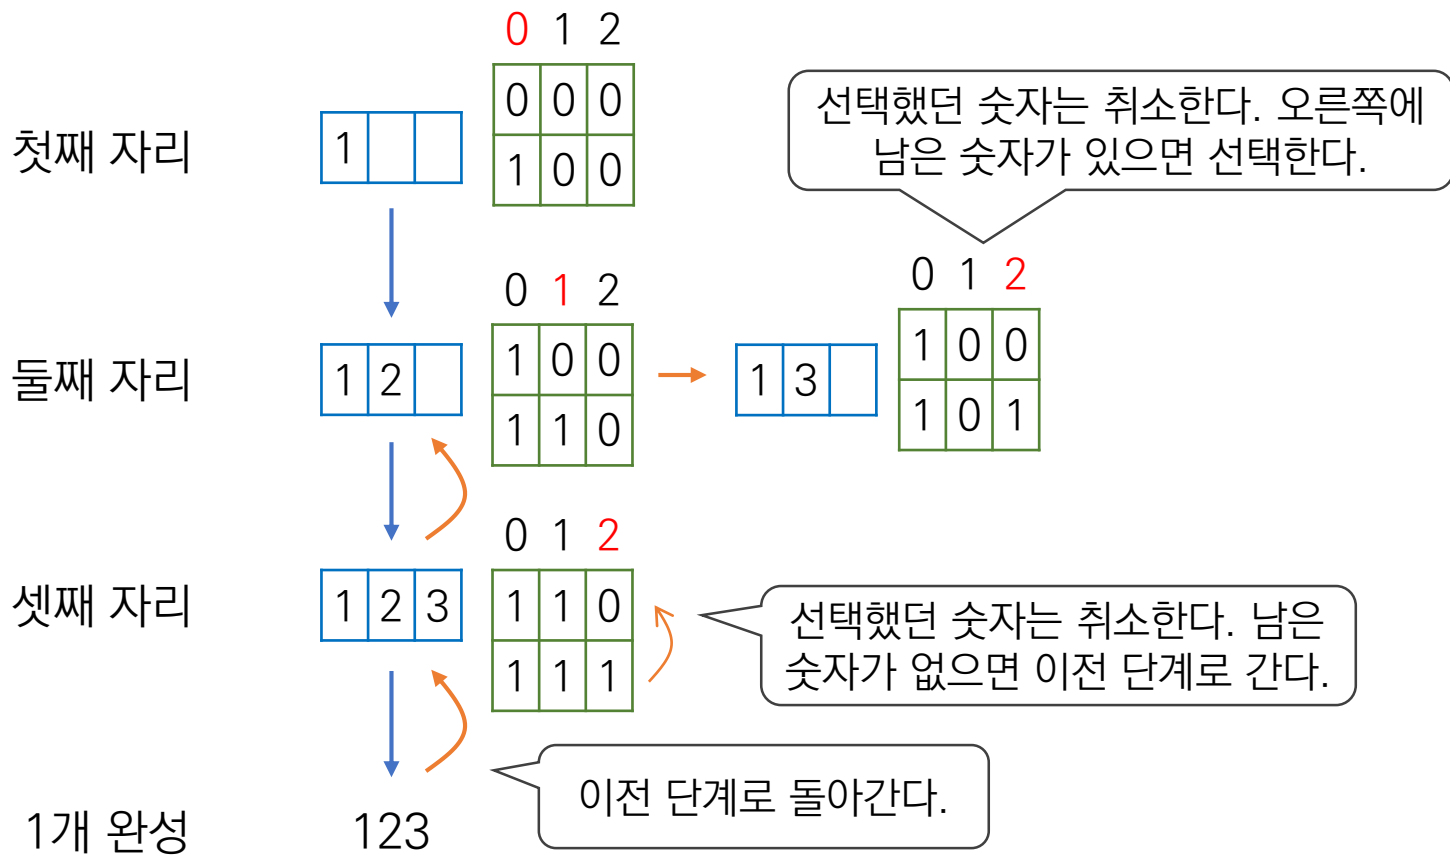 0 1 2
0 0 0
첫째 자리
1
1 0 0
선택했던 숫자는 취소한다. 오른쪽에
남은 숫자가 있으면 선택한다.
0 1 2
1 0 0
둘째 자리
1 2
1 1 0
1 3
0 1 2
1 0 0
1 0 1
0 1 2
셋째 자리
1 2 3
1 1 0
1 1 1
선택했던 숫자는 취소한다. 남은
숫자가 없으면 이전 단계로 간다.
이전 단계로 돌아간다.
1개 완성
123